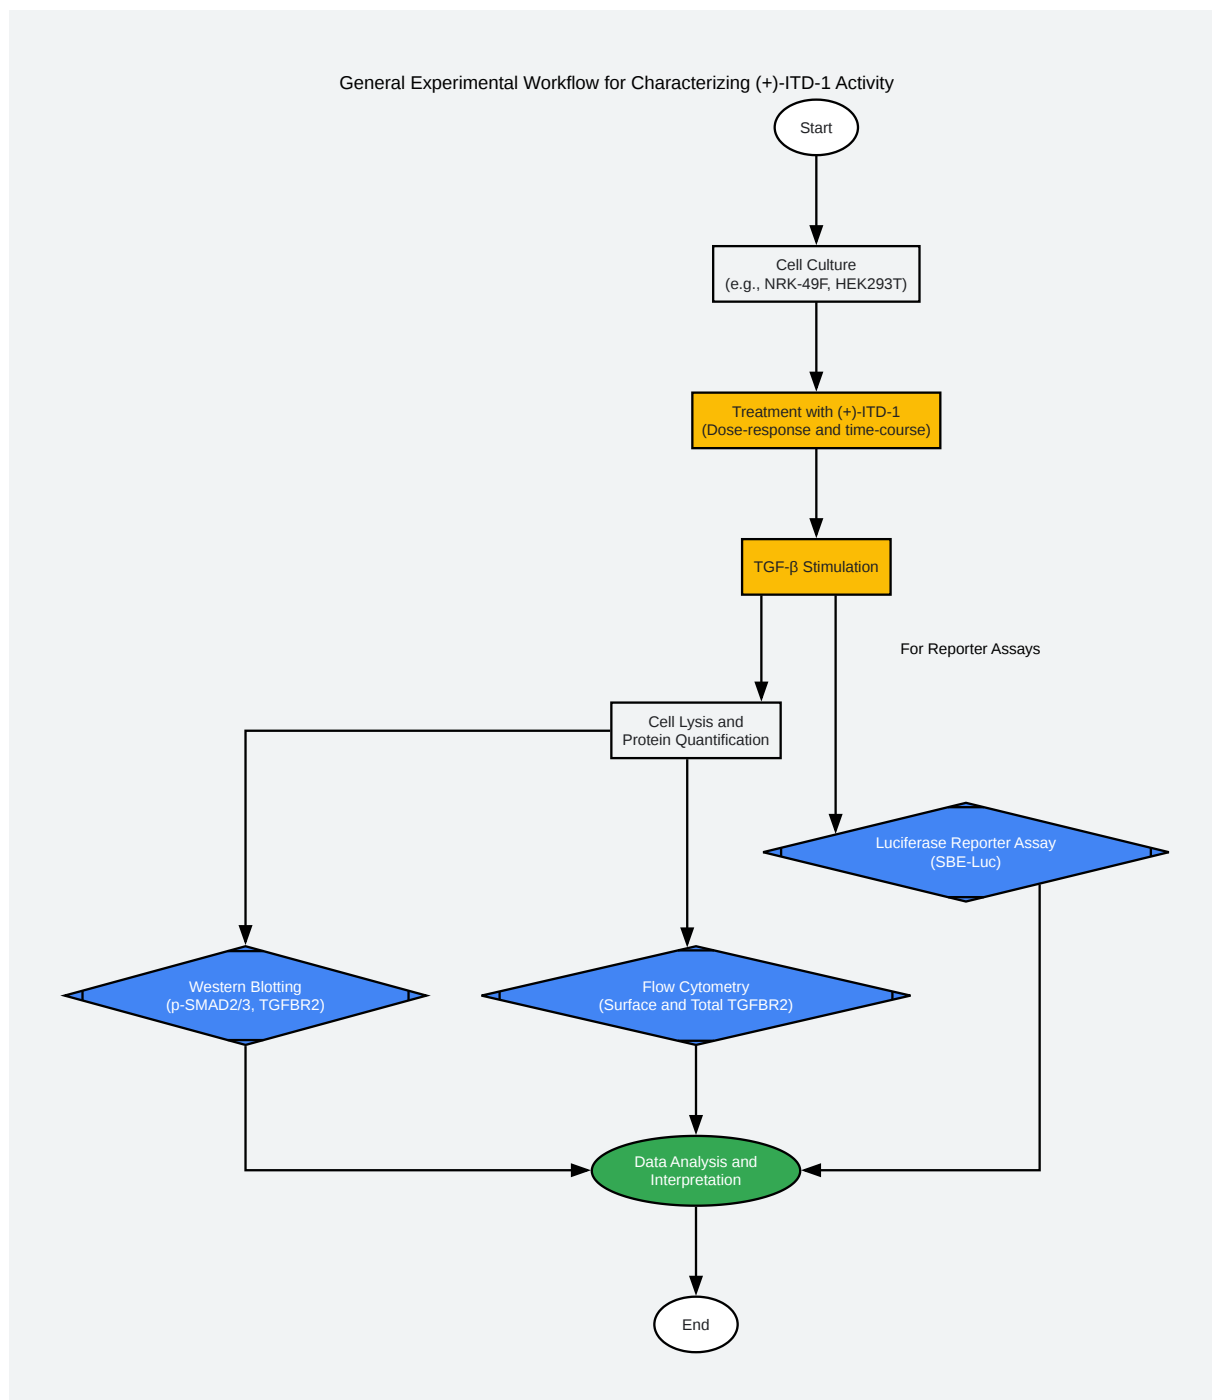 General Experimental Workflow for Characterizing (+)-ITD-1 Activity
Start
Cell Culture
(e.g., NRK-49F, HEK293T)
Treatment with (+)-ITD-1
(Dose-response and time-course)
TGF-β Stimulation
For Reporter Assays
Cell Lysis and
Protein Quantification
Luciferase Reporter Assay
(SBE-Luc)
Western Blotting
(p-SMAD2/3, TGFBR2)
Flow Cytometry
(Surface and Total TGFBR2)
Data Analysis and
Interpretation
End